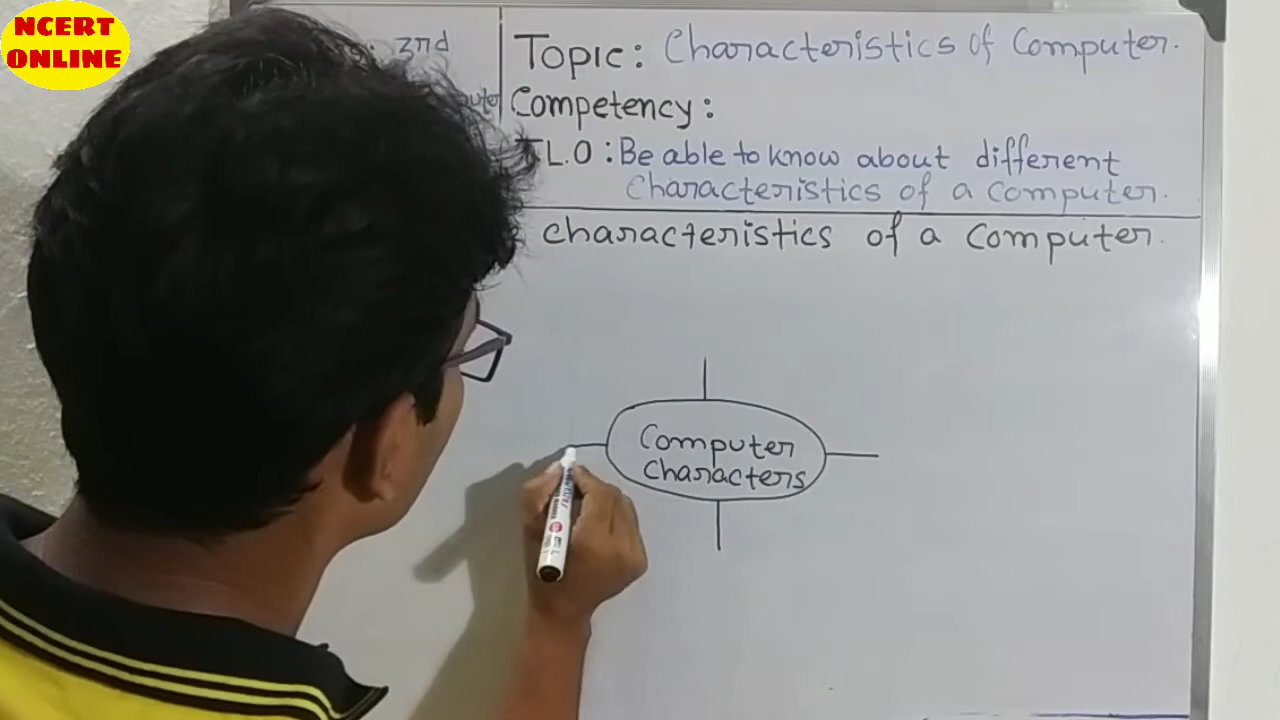 NCERT
ONLINE
3rd
Topic: Characteristics of Computer.
Competency:
L.O: Be able to know about different
characteristics of a computer.
characteristics of a computer.
Computer
characters